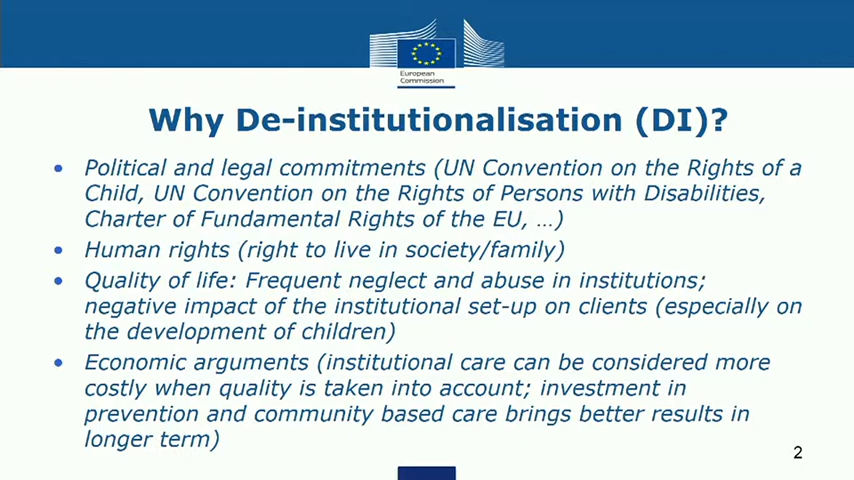 European
Commission
Why De-institutionalisation (DI)?
• Political and legal commitments (UN Convention on the Rights of a
Child, UN Convention on the Rights of Persons with Disabilities,
Charter of Fundamental Rights of the EU, …)
• Human rights (right to live in society/family)
• Quality of life: Frequent neglect and abuse in institutions;
negative impact of the institutional set-up on clients (especially on
the development of children)
• Economic arguments (institutional care can be considered more
costly when quality is taken into account; investment in
prevention and community based care brings better results in
longer term)
2